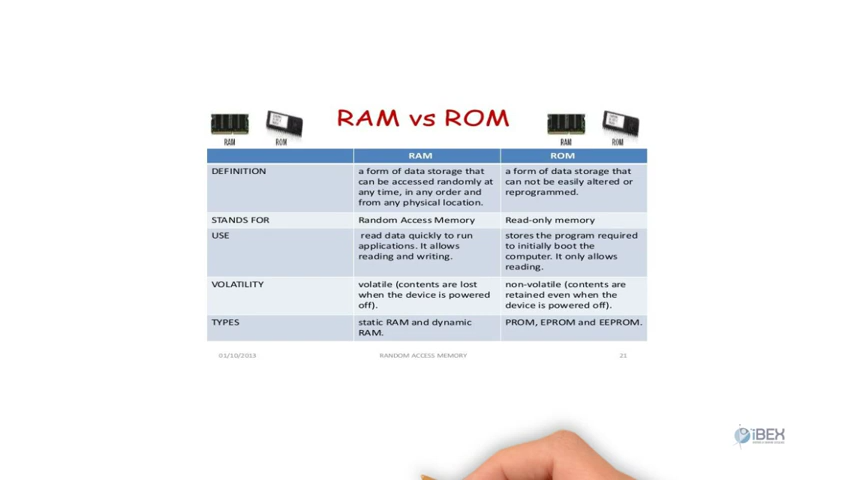 RAM vs ROM
RAM
ROM
RAM
ROM
RAM
ROM
DEFINITION
a form of data storage that
can be accessed randomly at
any time, in any order and
from any physical location.
a form of data storage that
can not be easily altered or
reprogrammed.
STANDS FOR
Random Access Memory
Read-only memory
USE
read data quickly to run
applications. It allows
reading and writing.
stores the program required
to initially boot the
computer. It only allows
reading.
VOLATILITY
volatile (contents are lost
when the device is powered
off).
non-volatile (contents are
retained even when the
device is powered off).
TYPES
static RAM and dynamic
RAM.
PROM, EPROM and EEPROM.
01/10/2013
RANDOM ACCESS MEMORY
21
iBEX